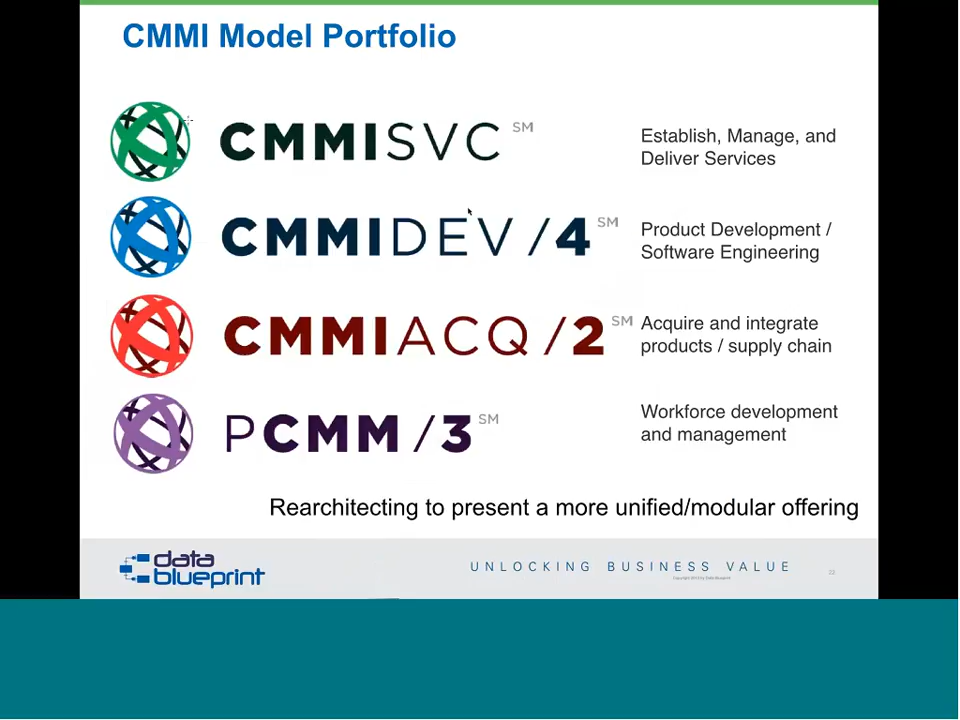 CMMI Model Portfolio
CMMISVC SM
Establish, Manage, and
Deliver Services
CMMIDEV/4 SM
Product Development /
Software Engineering
CMMIACQ/2 SM
Acquire and integrate
products / supply chain
PCMM/3 SM
Workforce development
and management
Rearchitecting to present a more unified/modular offering
data
blueprint
UNLOCKING BUSINESS VALUE